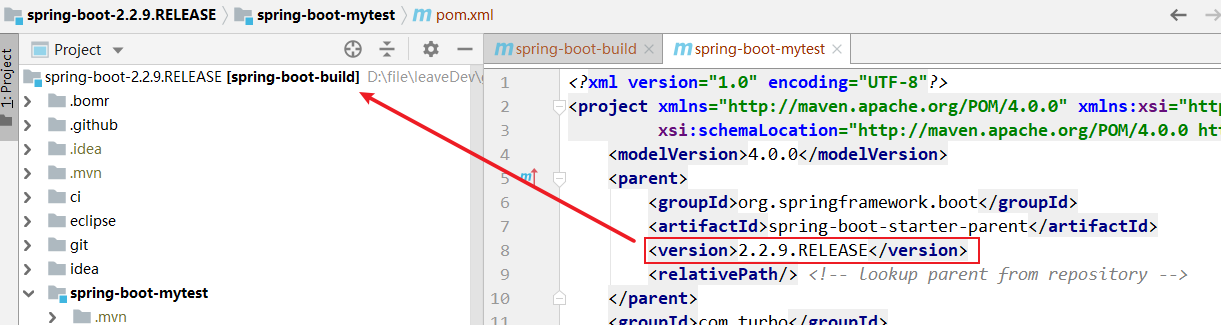 spring-boot-2.2.9.RELEASE spring-boot-mytest m pom.xml
1: Project
Project
spring-boot-2.2.9.RELEASE [spring-boot-build] D:\file\leaveDev\
.bomr
.github
.idea
.mvn
ci
eclipse
git
idea
spring-boot-mytest
.mvn
m spring-boot-build
m spring-boot-mytest
1 <?xml version="1.0" encoding="UTF-8"?>
2 <project xmlns="http://maven.apache.org/POM/4.0.0" xmlns:xsi="http
3 xsi:schemaLocation="http://maven.apache.org/POM/4.0.0 ht
4 <modelVersion>4.0.0</modelVersion>
5 m <parent>
6 <groupId>org.springframework.boot</groupId>
7 <artifactId>spring-boot-starter-parent</artifactId>
8 <version>2.2.9.RELEASE</version>
9 <relativePath/> <!-- lookup parent from repository -->
10 </parent>
11 <groupId>com.turbo</groupId>